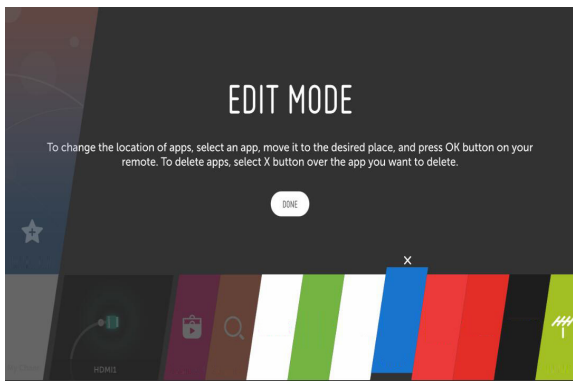 EDIT MODE
To change the location of apps, select an app, move it to the desired place, and press OK button on your
remote. To delete apps, select X button over the app you want to delete.
DONE
X
HDMI1